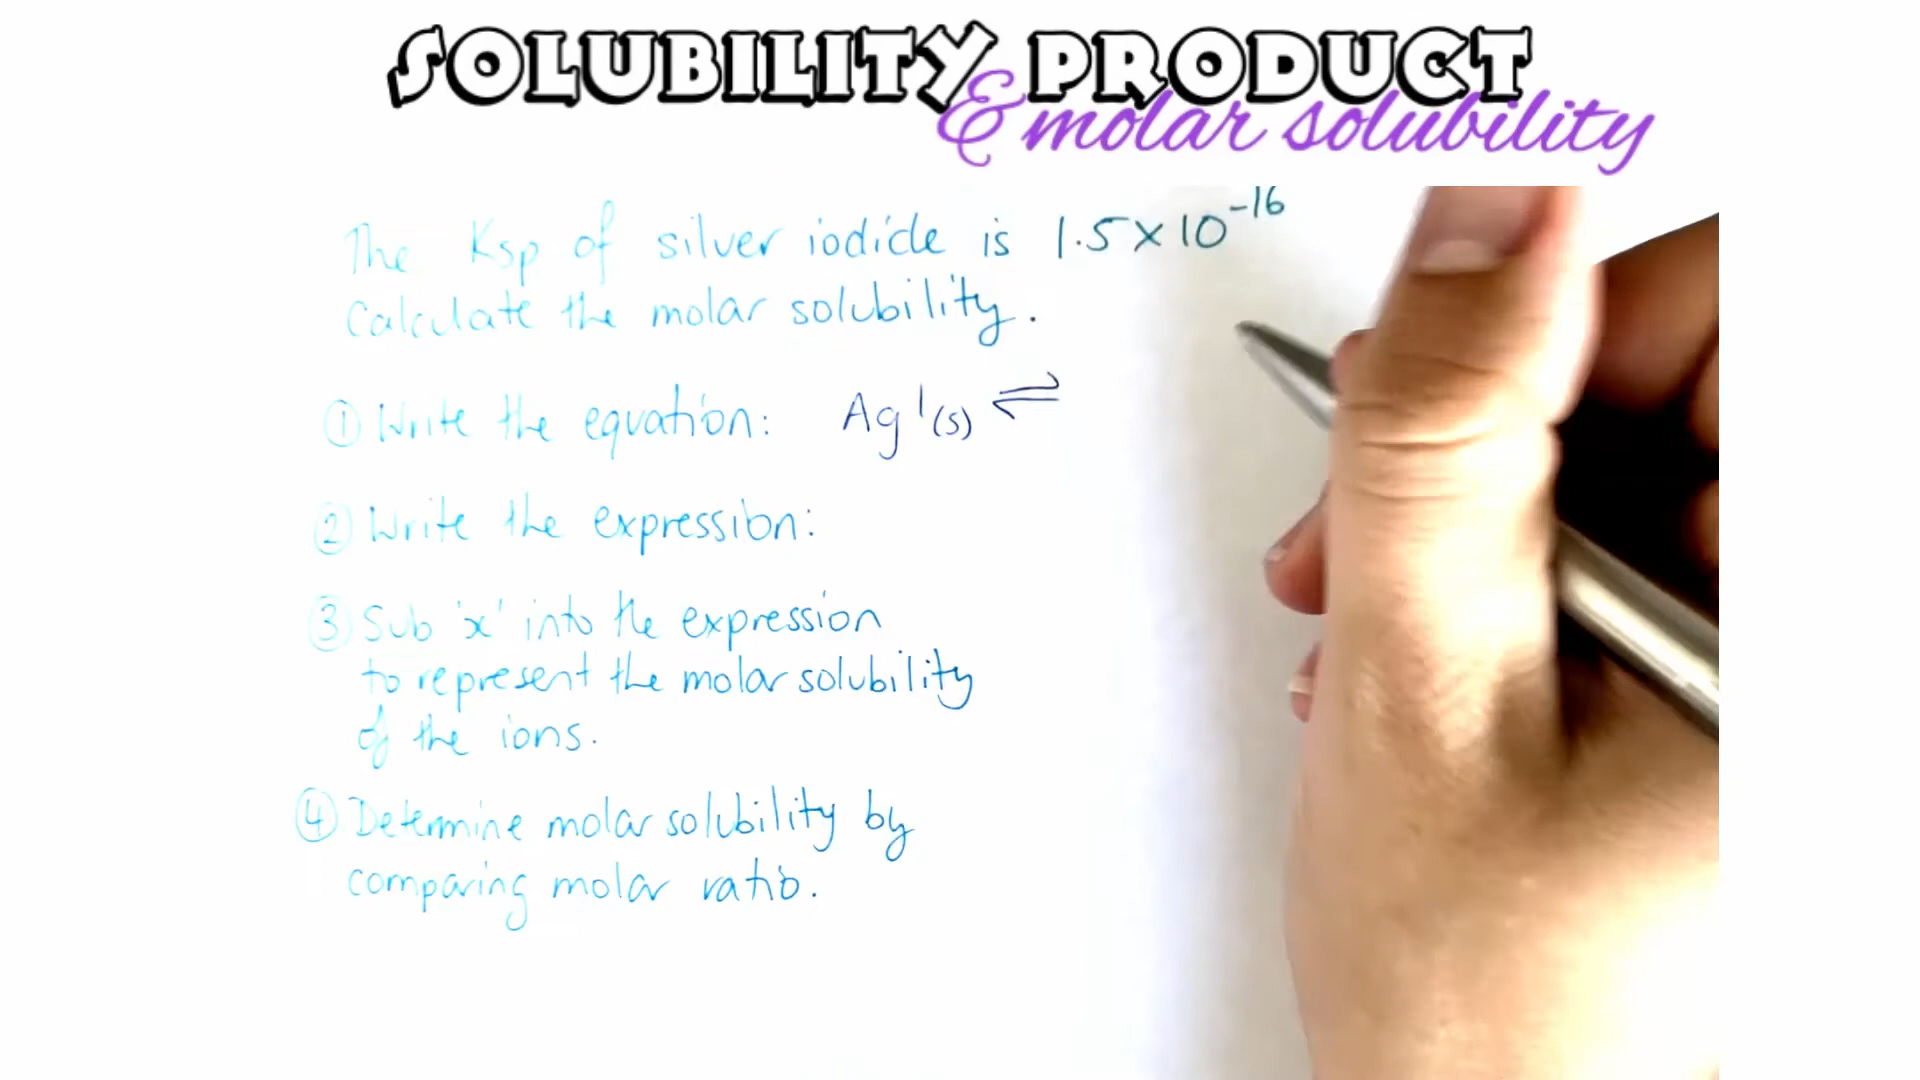 SOLUBILITY PRODUCT
& molar solubility
The Ksp of silver iodide is 1.5 × 10⁻¹⁶
Calculate the molar solubility.
① Write the equation: AgI(s) ⇌
② Write the expression:
③ Sub 'x' into the expression
to represent the molar solubility
of the ions.
④ Determine molar solubility by
comparing molar ratio.